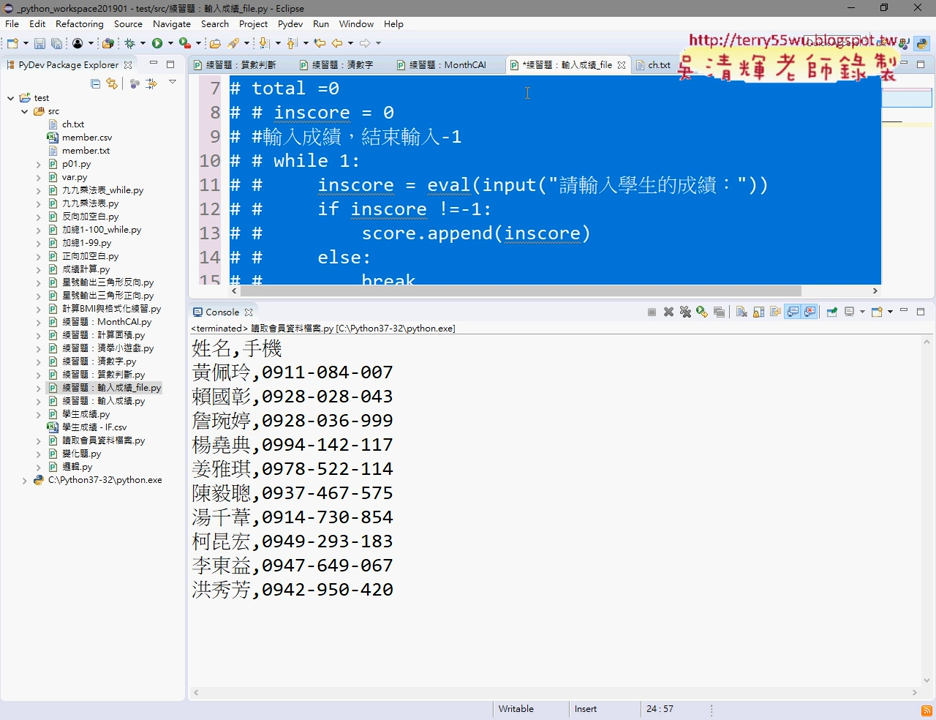 _python_workspace201901 - test/src/練習題：輸入成績_file.py - Eclipse
File Edit Refactoring Source Navigate Search Project Pydev Run Window Help
http://terry55wu.blogspot.tw
吳清輝老師錄製
PyDev Package Explorer
練習題：質數判斷
練習題：猜數字
練習題：MonthCAl
*練習題：輸入成績_file
ch.txt
test
src
ch.txt
member.csv
member.txt
p01.py
var.py
九九乘法表_while.py
九九乘法表.py
反向加空白.py
加總1-100_while.py
加總1-99.py
正向加空白.py
成績計算.py
星號輸出三角形反向.py
星號輸出三角形正向.py
計算BMI與格式化練習.py
練習題：MonthCAl.py
練習題：計算面積.py
練習題：猜拳小遊戲.py
練習題：猜數字.py
練習題：質數判斷.py
練習題：輸入成績_file.py
練習題：輸入成績.py
學生成績.py
學生成績 - IF.csv
讀取會員資料檔案.py
變化題.py
邏輯.py
C:\Python37-32\python.exe
7 # total =0
8 # # inscore = 0
9 # #輸入成績，結束輸入-1
10 # # while 1:
11 # #     inscore = eval(input("請輸入學生的成績："))
12 # #     if inscore !=-1:
13 # #         score.append(inscore)
14 # #     else:
15 # #         break
Console
<terminated> 讀取會員資料檔案.py [C:\Python37-32\python.exe]
姓名,手機
黃佩玲,0911-084-007
賴國彰,0928-028-043
詹琬婷,0928-036-999
楊堯典,0994-142-117
姜雅琪,0978-522-114
陳毅聰,0937-467-575
湯千葦,0914-730-854
柯昆宏,0949-293-183
李東益,0947-649-067
洪秀芳,0942-950-420
Writable Insert 24 : 57